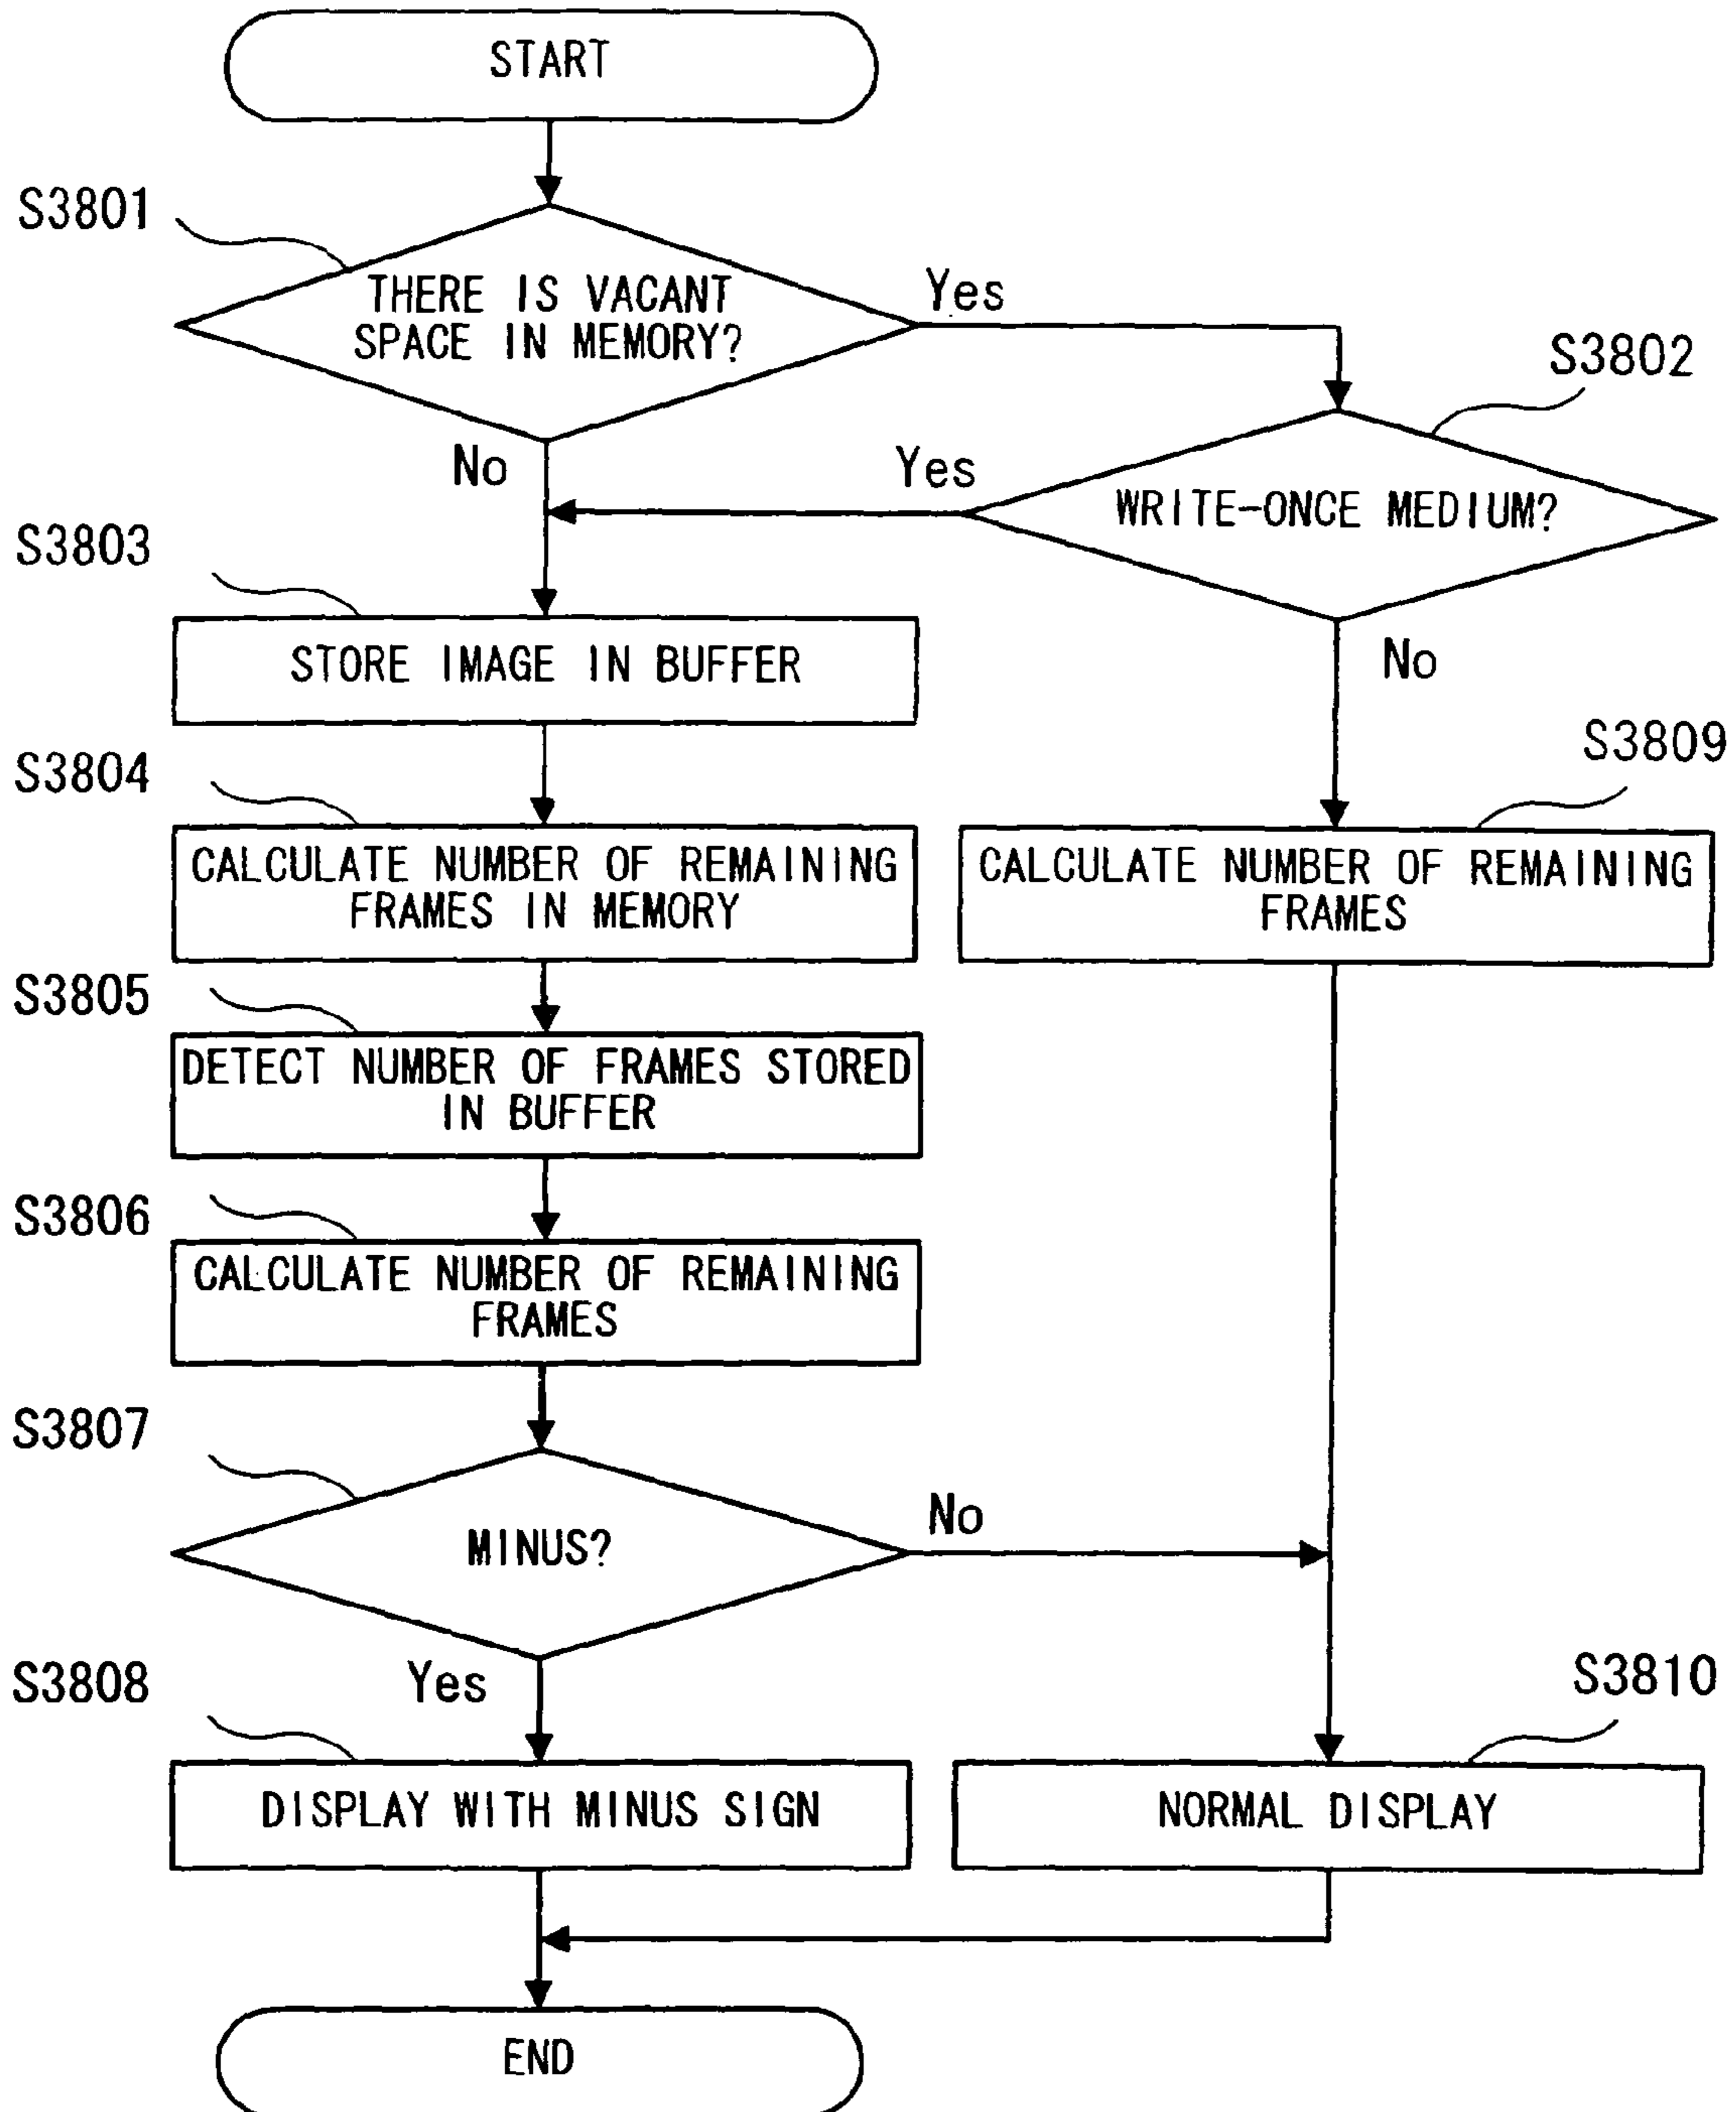 START
S3801
THERE IS VACANT
SPACE IN MEMORY?
Yes
S3802
No
Yes
WRITE-ONCE MEDIUM?
S3803
STORE IMAGE IN BUFFER
No
S3804
S3809
CALCULATE NUMBER OF REMAINING
FRAMES IN MEMORY
CALCULATE NUMBER OF REMAINING
FRAMES
S3805
DETECT NUMBER OF FRAMES STORED
IN BUFFER
S3806
CALCULATE NUMBER OF REMAINING
FRAMES
S3807
MINUS?
No
S3808
Yes
S3810
DISPLAY WITH MINUS SIGN
NORMAL DISPLAY
END